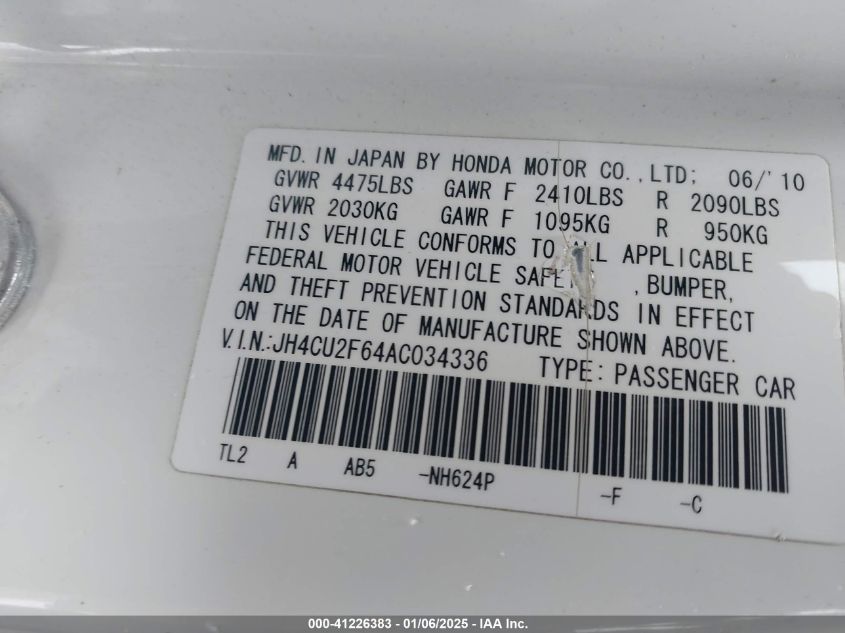 MFD. IN JAPAN BY HONDA MOTOR CO.,LTD; 06/'10
GVWR 4475LBS GAWR F 2410LBS R 2090LBS
GVWR 2030KG GAWR F 1095KG R 950KG
THIS VEHICLE CONFORMS TO ALL APPLICABLE
FEDERAL MOTOR VEHICLE , BUMPER,
AND THEFT PREVENTION STANDARDS IN EFFECT
ON THE DATE OF MANUFACTURE SHOWN ABOVE.
V.I.N.:JH4CU2F64AC034336 TYPE: PASSENGER CAR
TL2 A AB5 -NH624P -F -C
000-41226383 - 01/06/2025 - IAA Inc.